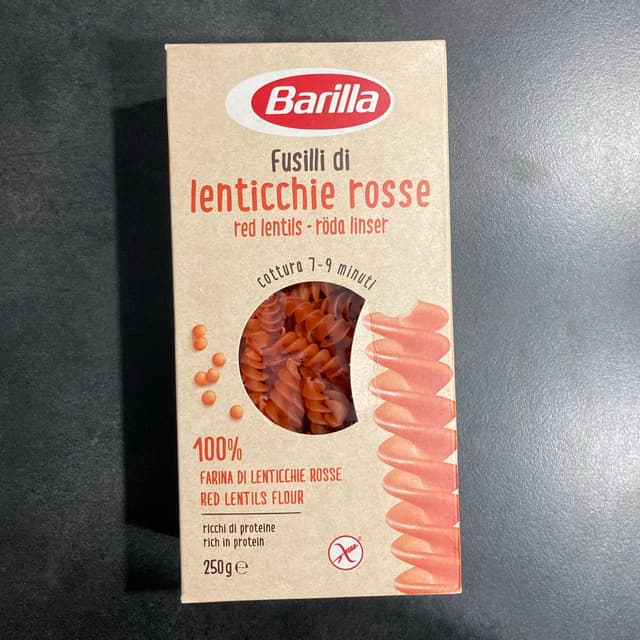 Barilla
Fusilli di
lenticchie rosse
red lentils - röda linser
cottura 7-9 minuti
100%
FARINA DI LENTICCHIE ROSSE
RED LENTILS FLOUR
ricchi di proteine
rich in protein
250g℮